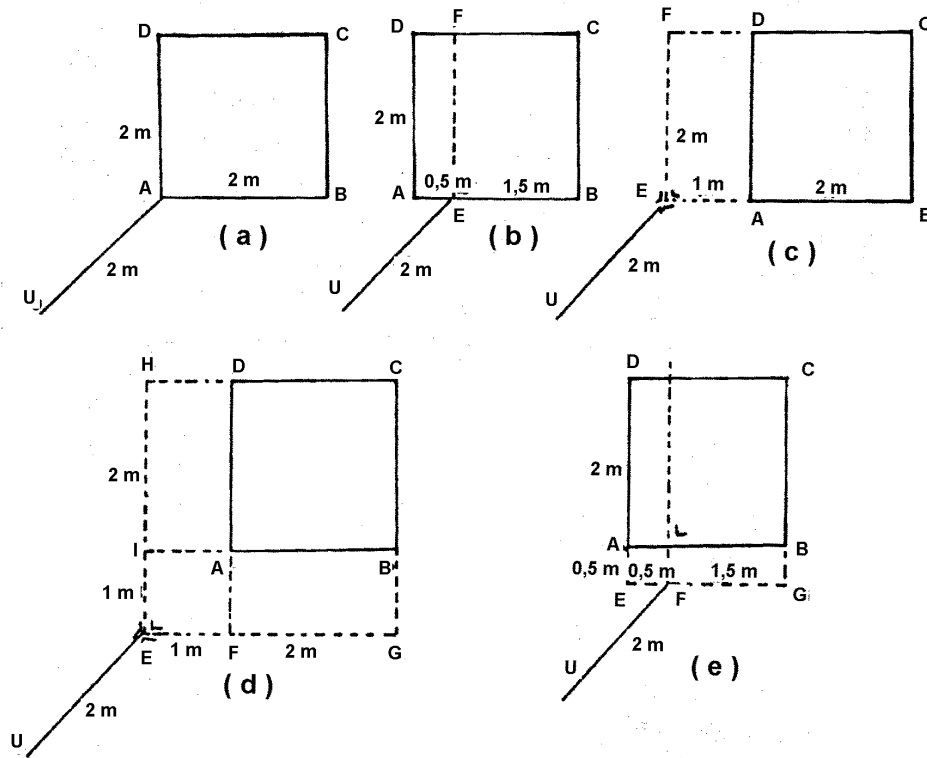 D C
2 m
2 m
A B
2 m
U
( a )
D F C
2 m
0,5 m 1,5 m
A E B
2 m
U
( b )
F D C
2 m
E 1 m 2 m
A B
2 m
U
( c )
H D C
2 m
I A B
1 m
E 1 m F 2 m G
2 m
U
( d )
D C
2 m
A B
0,5 m 0,5 m 1,5 m
E F G
2 m
U
( e )